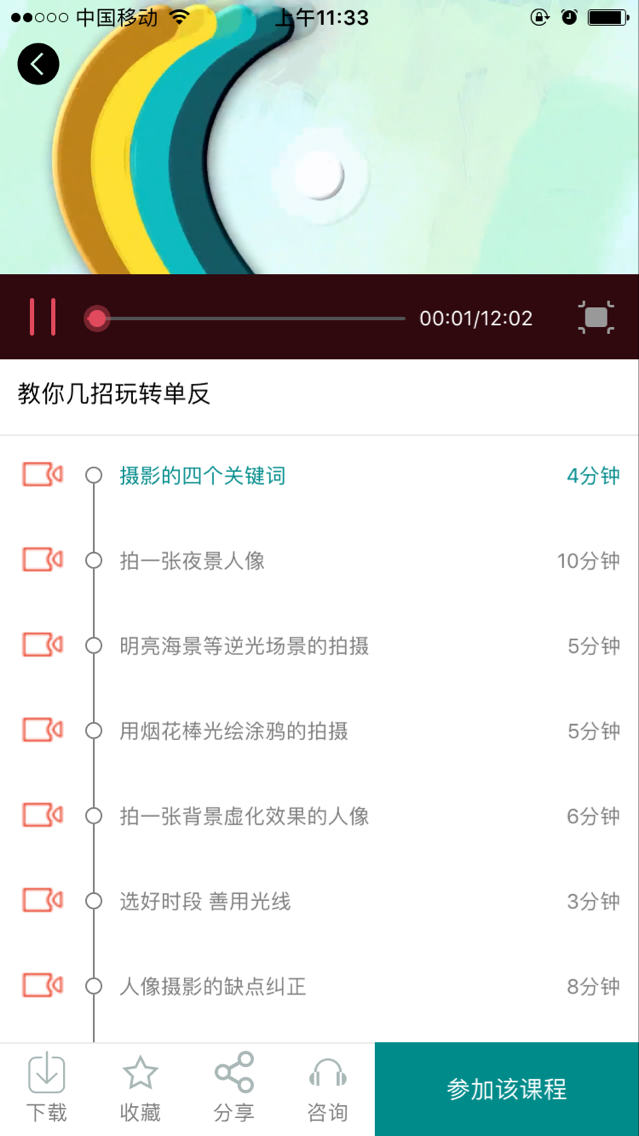 中国移动 上午11:33
00:01/12:02
教你几招玩转单反
摄影的四个关键词 4分钟
拍一张夜景人像 10分钟
明亮海景等逆光场景的拍摄 5分钟
用烟花棒光绘涂鸦的拍摄 5分钟
拍一张背景虚化效果的人像 6分钟
选好时段 善用光线 3分钟
人像摄影的缺点纠正 8分钟
下载 收藏 分享 咨询 参加该课程